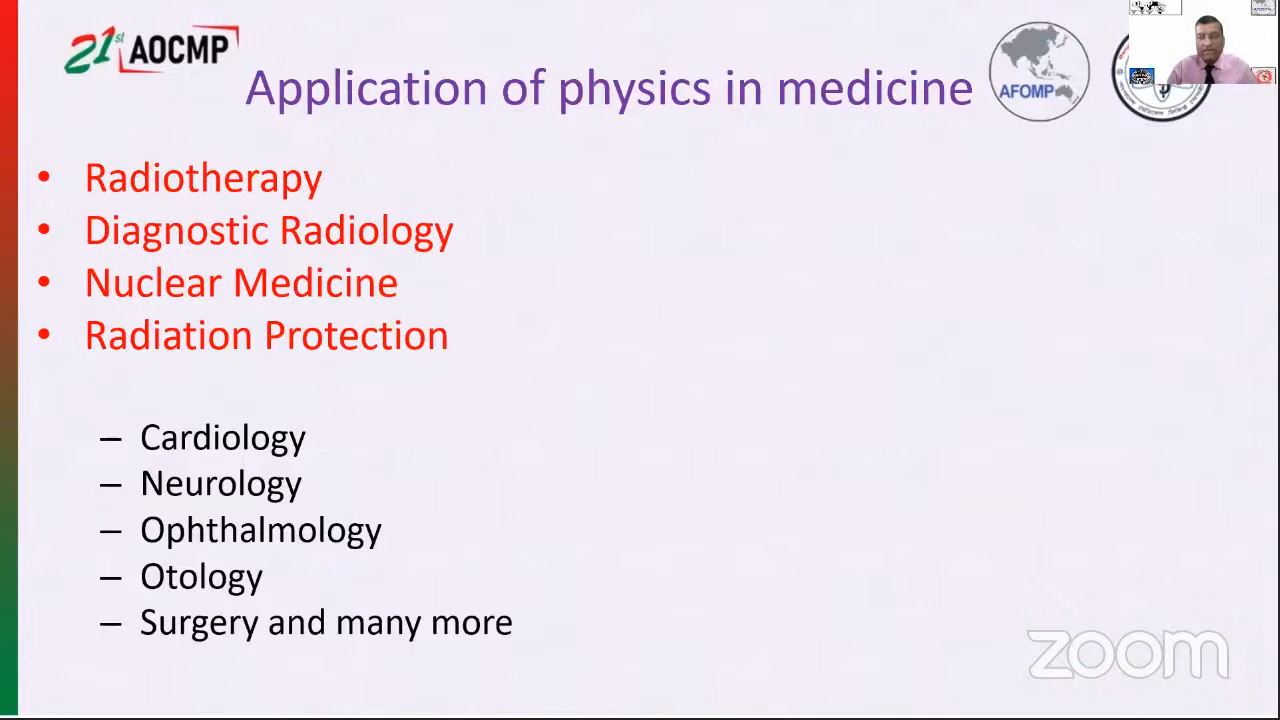 21st AOCMP
Application of physics in medicine
AFOMP
• Radiotherapy
• Diagnostic Radiology
• Nuclear Medicine
• Radiation Protection
– Cardiology
– Neurology
– Ophthalmology
– Otology
– Surgery and many more
zoom